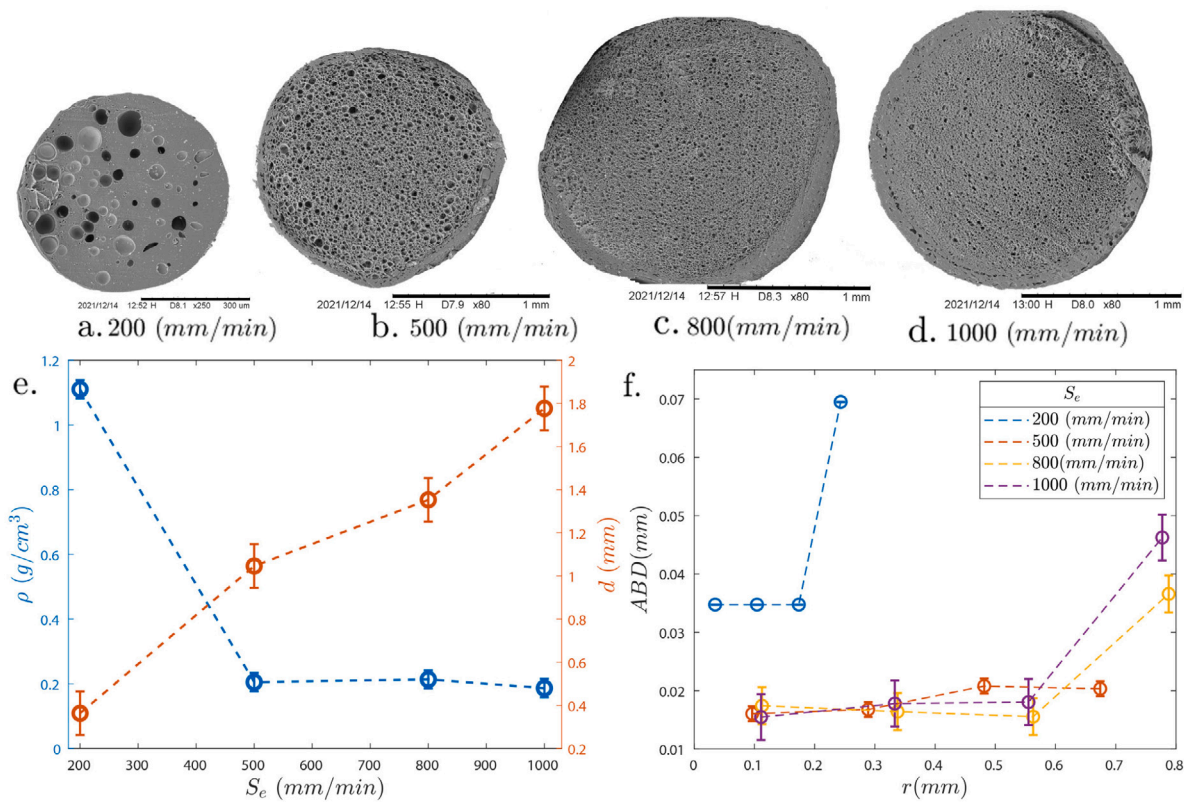 2021/12/14 12:52 H D8.1 x250 300 um
2021/12/14 12:55 H D7.9 x80 1 mm
2021/12/14 12:57 H D8.3 x80 1 mm
2021/12/14 13:00 H D8.0 x80 1 mm
a. 200 (mm/min)
b. 500 (mm/min)
c. 800(mm/min)
d. 1000 (mm/min)
e.
1.2
1
0.8
0.6
0.4
0.2
0
ρ (g/cm³)
2
1.8
1.6
1.4
1.2
1
0.8
0.6
0.4
0.2
d (mm)
200 300 400 500 600 700 800 900 1000
Sₑ (mm/min)
f.
0.07
0.06
0.05
0.04
0.03
0.02
0.01
ABD(mm)
Sₑ
200 (mm/min)
500 (mm/min)
800(mm/min)
1000 (mm/min)
0 0.1 0.2 0.3 0.4 0.5 0.6 0.7 0.8
r(mm)